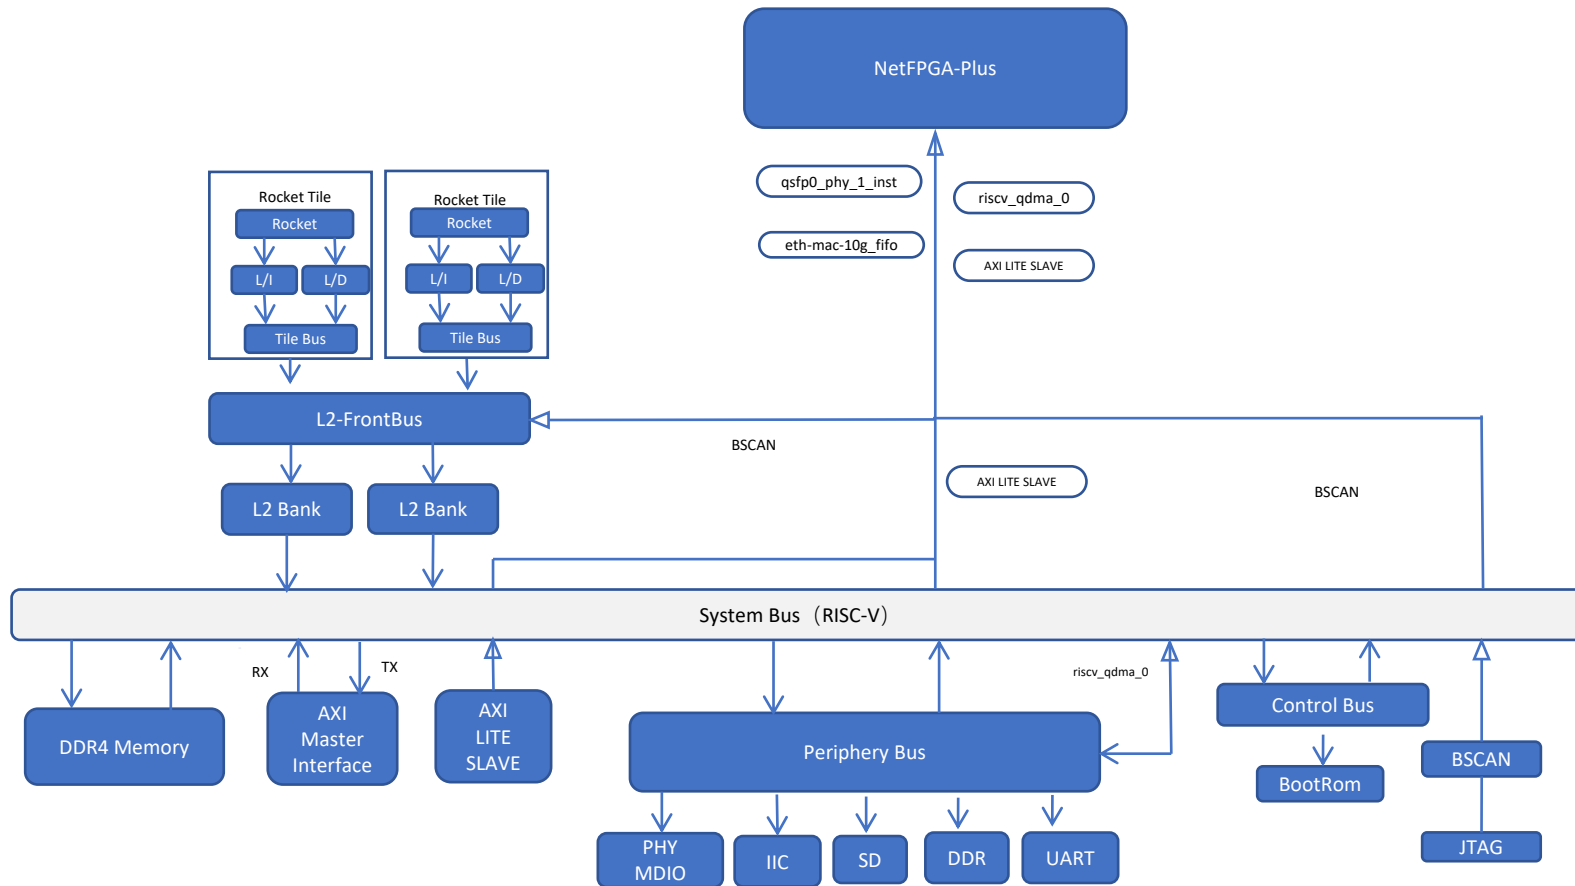 NetFPGA-Plus
qsfp0_phy_1_inst
riscv_qdma_0
eth-mac-10g_fifo
AXI LITE SLAVE
Rocket Tile
Rocket
L/I
L/D
Tile Bus
Rocket Tile
Rocket
L/I
L/D
Tile Bus
L2-FrontBus
BSCAN
AXI LITE SLAVE
BSCAN
L2 Bank
L2 Bank
System Bus（RISC-V）
RX
TX
riscv_qdma_0
DDR4 Memory
AXI
Master
Interface
AXI
LITE
SLAVE
Periphery Bus
Control Bus
BootRom
BSCAN
JTAG
PHY
MDIO
IIC
SD
DDR
UART